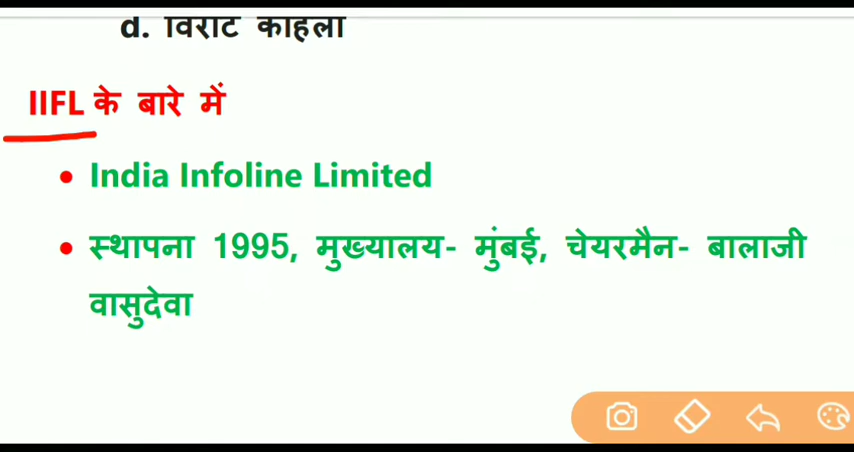 d. विराट कोहली
IIFL के बारे में
• India Infoline Limited
• स्थापना 1995, मुख्यालय- मुंबई, चेयरमैन- बालाजी
वासुदेवा